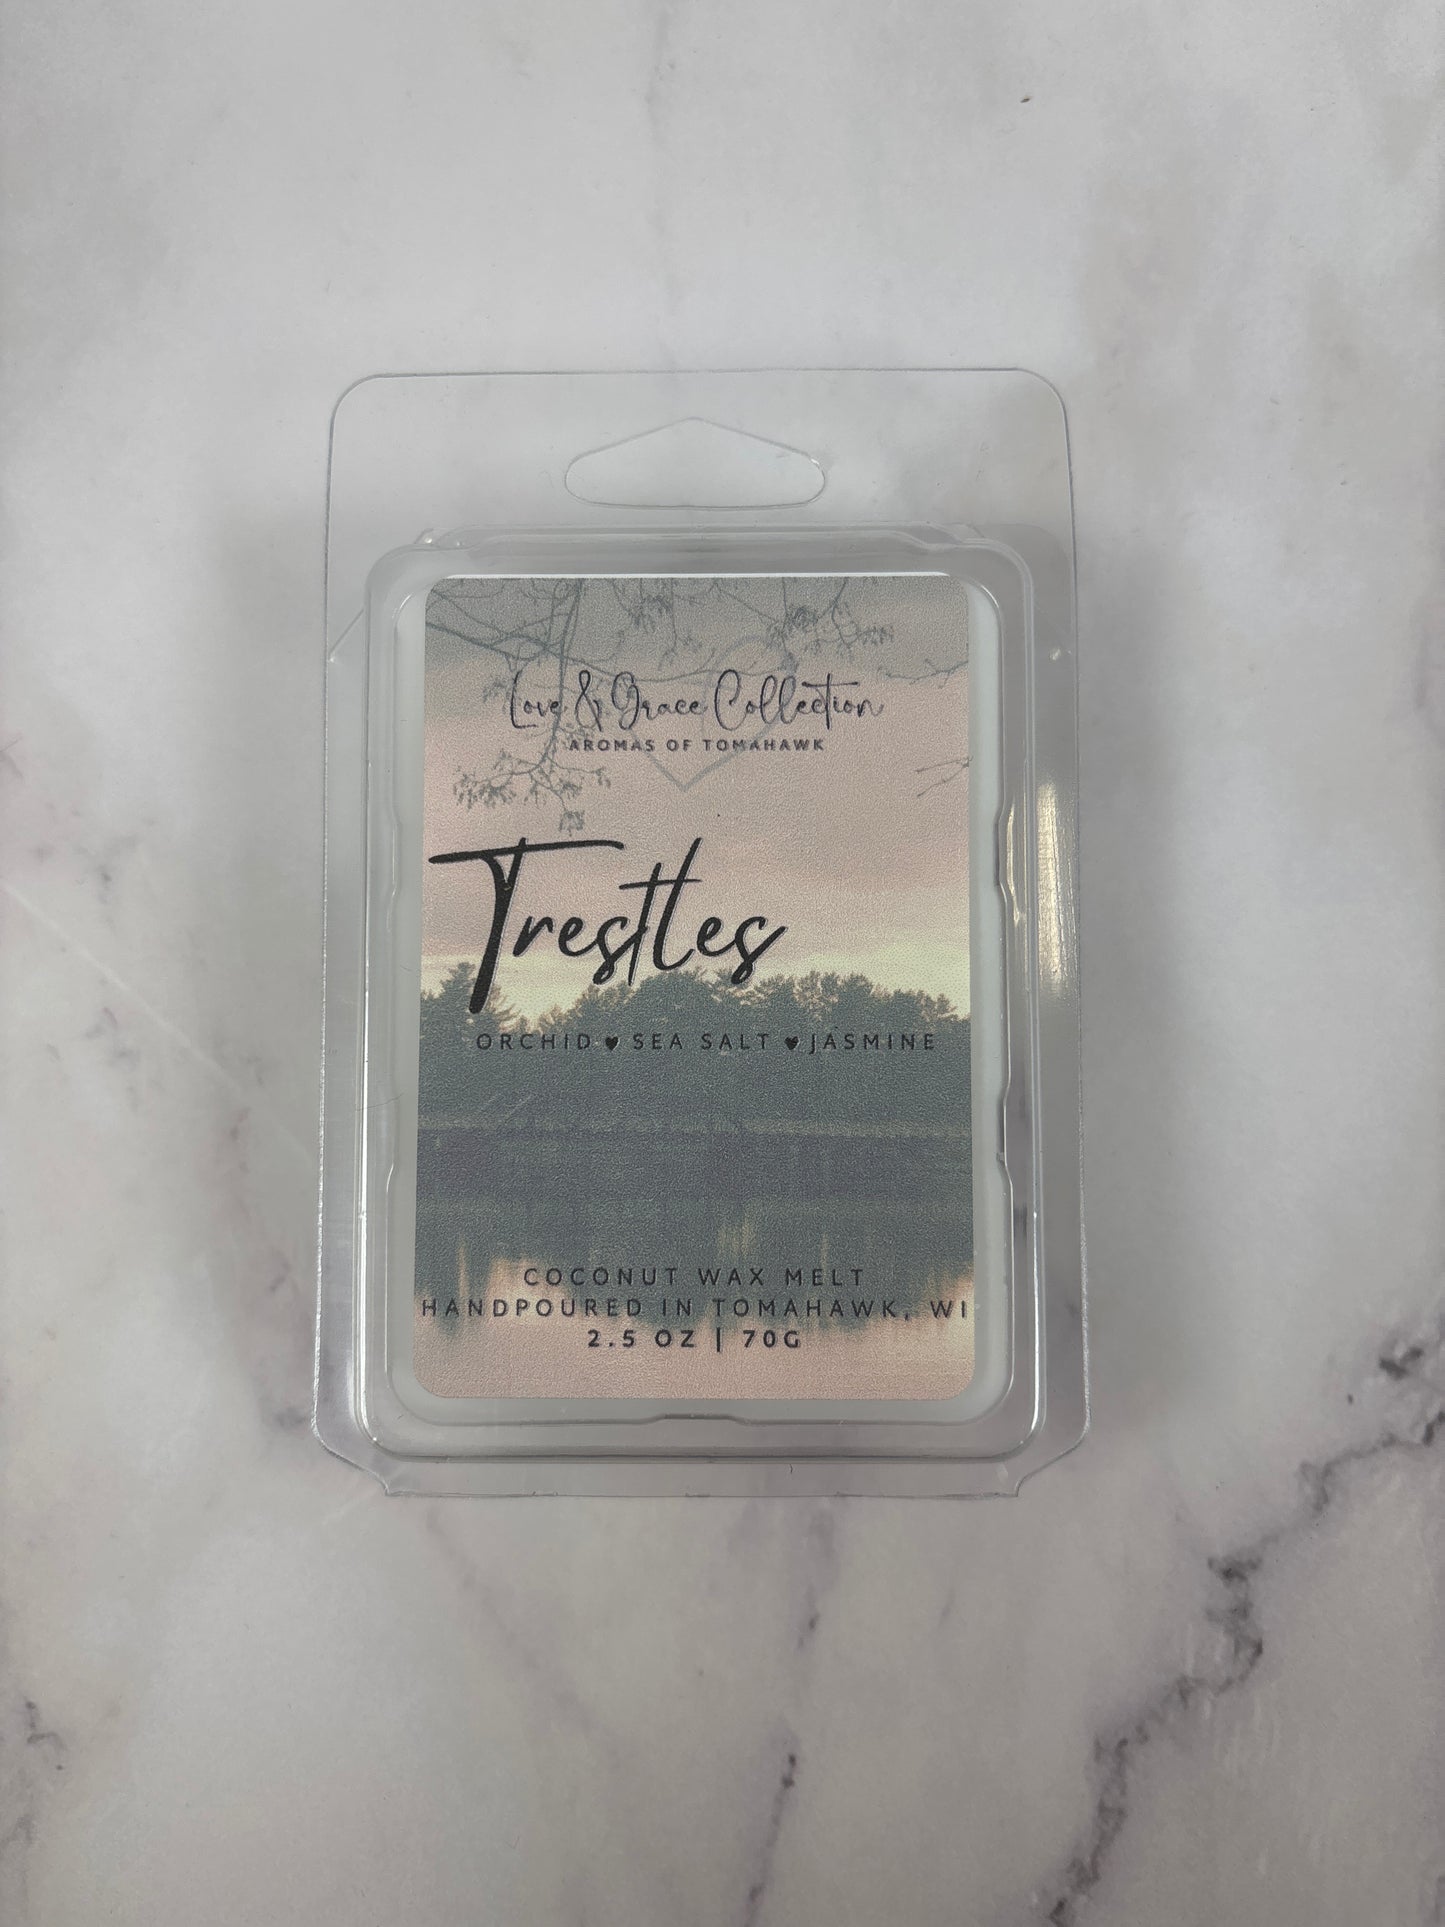 Love & Grace Collection
AROMAS OF TOMAHAWK
Trestles
ORCHID ♥ SEA SALT ♥ JASMINE
COCONUT WAX MELT
HANDPOURED IN TOMAHAWK, WI
2.5 OZ | 70G